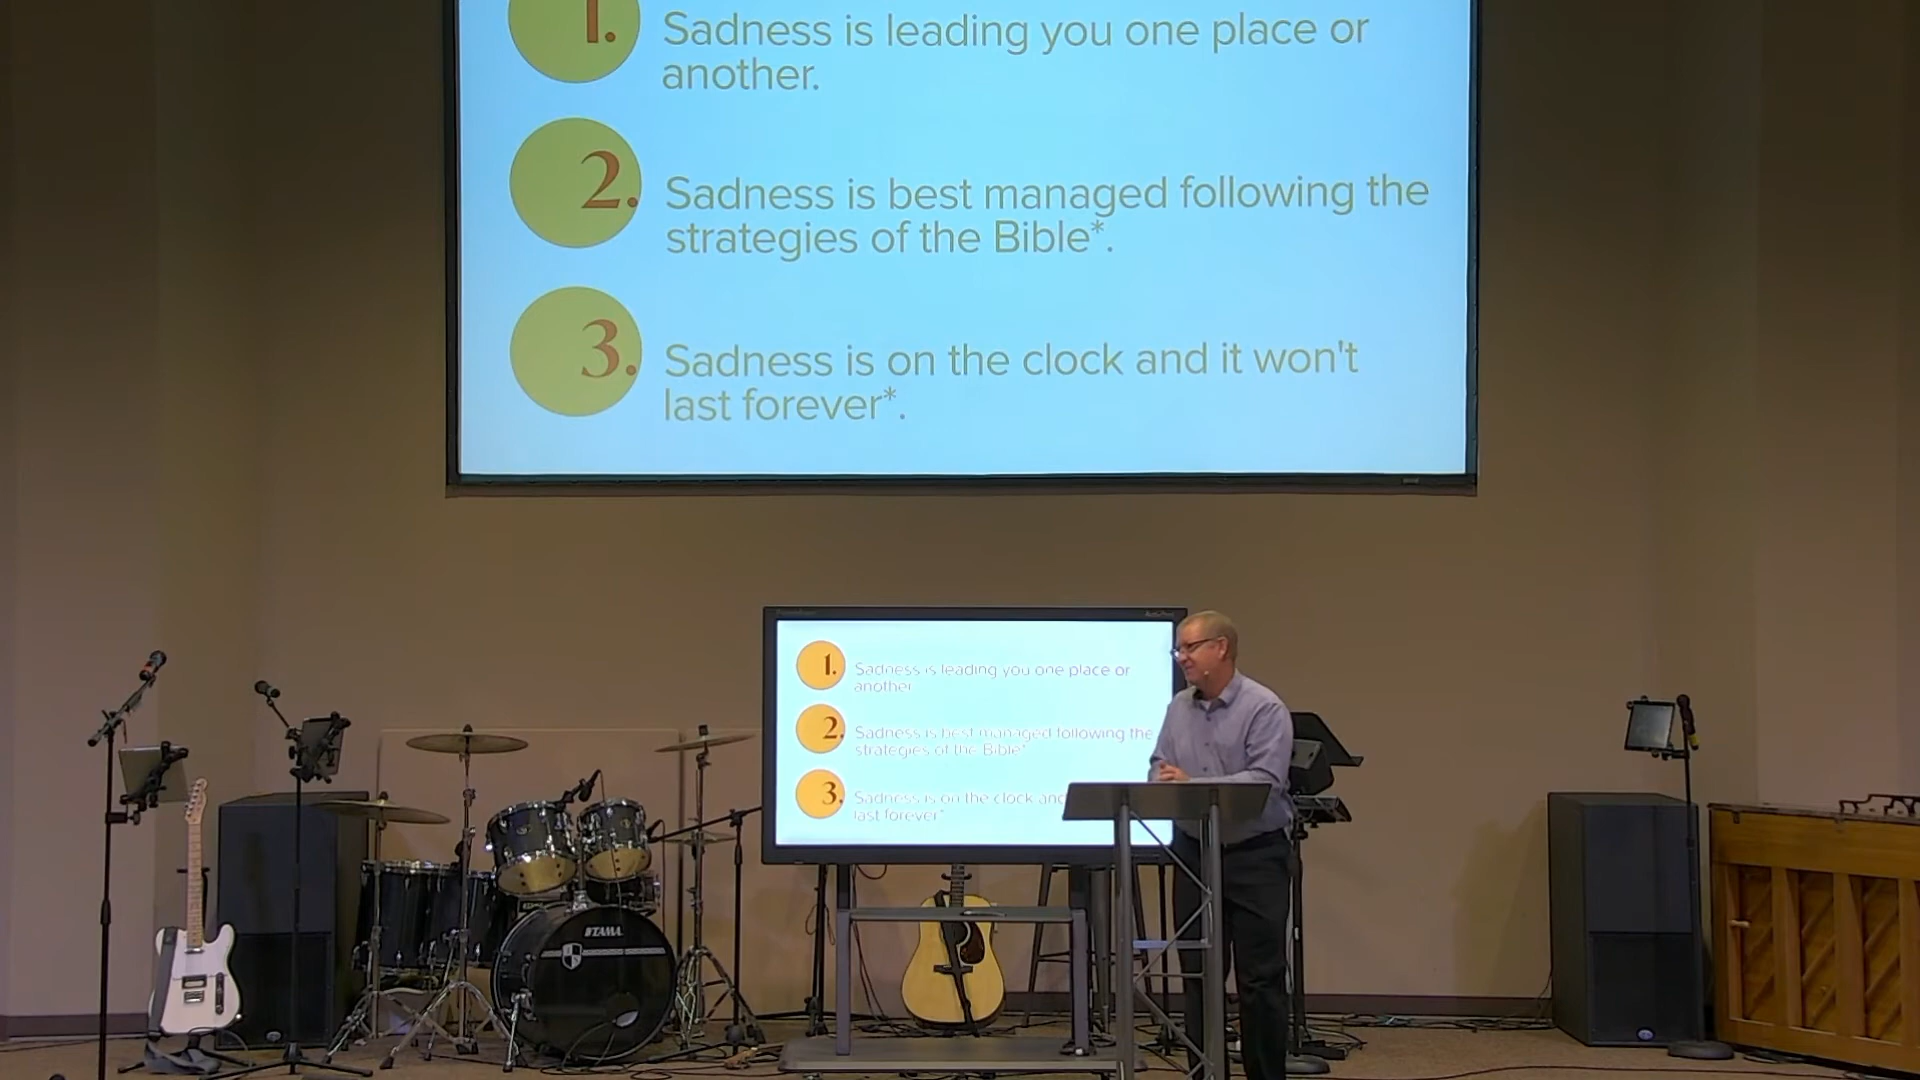 1. Sadness is leading you one place or
another.
2. Sadness is best managed following the
strategies of the Bible*.
3. Sadness is on the clock and it won't
last forever*.
1. Sadness is leading you one place or
another.
2. Sadness is best managed following the
strategies of the Bible*
3. Sadness is on the clock and
last forever*
TAMA